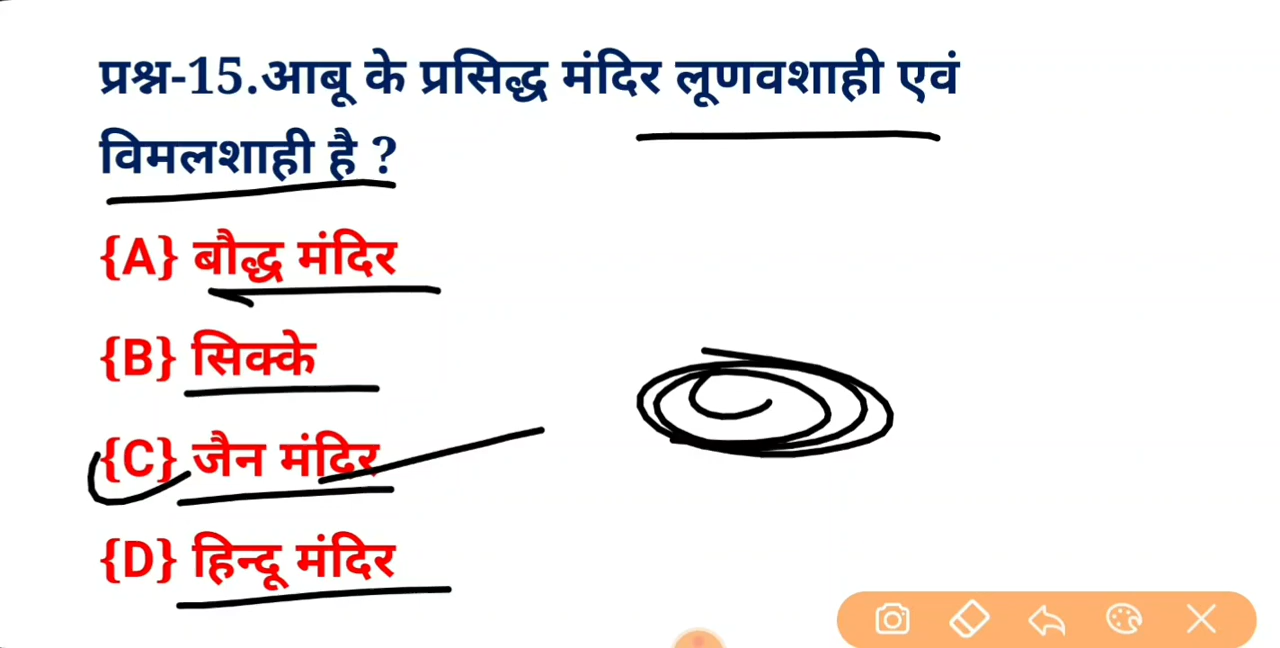 प्रश्न-15.आबू के प्रसिद्ध मंदिर लूणवशाही एवं
विमलशाही है ?
{A} बौद्ध मंदिर
{B} सिक्के
{C} जैन मंदिर
{D} हिन्दू मंदिर